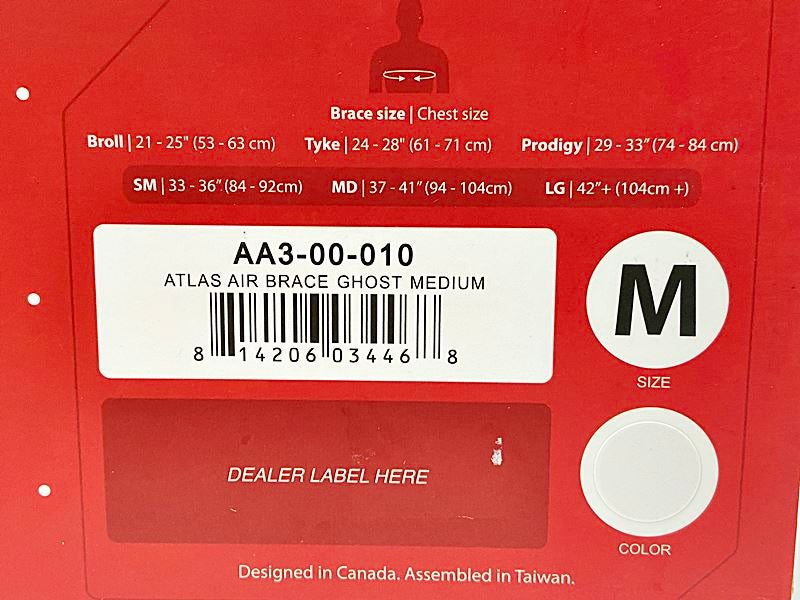 Brace size | Chest size
Broll | 21 - 25" (53 - 63 cm) Tyke | 24 - 28" (61 - 71 cm) Prodigy | 29 - 33" (74 - 84 cm)
SM | 33 - 36" (84 - 92cm) MD | 37 - 41" (94 - 104cm) LG | 42"+ (104cm +)
AA3-00-010
ATLAS AIR BRACE GHOST MEDIUM
8 14206 03446 8
M
SIZE
DEALER LABEL HERE
COLOR
Designed in Canada. Assembled in Taiwan.